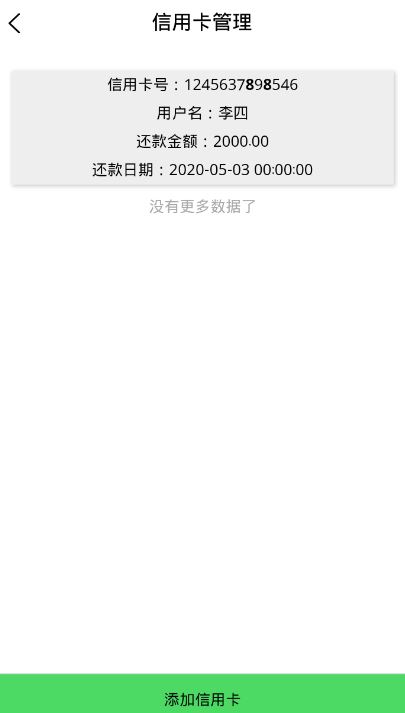 信用卡管理
信用卡号：1245637898546
用户名：李四
还款金额：2000.00
还款日期：2020-05-03 00:00:00
没有更多数据了
添加信用卡